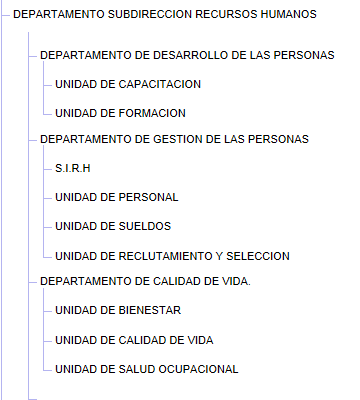 DEPARTAMENTO SUBDIRECCION RECURSOS HUMANOS
DEPARTAMENTO DE DESARROLLO DE LAS PERSONAS
UNIDAD DE CAPACITACION
UNIDAD DE FORMACION
DEPARTAMENTO DE GESTION DE LAS PERSONAS
S.I.R.H
UNIDAD DE PERSONAL
UNIDAD DE SUELDOS
UNIDAD DE RECLUTAMIENTO Y SELECCION
DEPARTAMENTO DE CALIDAD DE VIDA.
UNIDAD DE BIENESTAR
UNIDAD DE CALIDAD DE VIDA
UNIDAD DE SALUD OCUPACIONAL